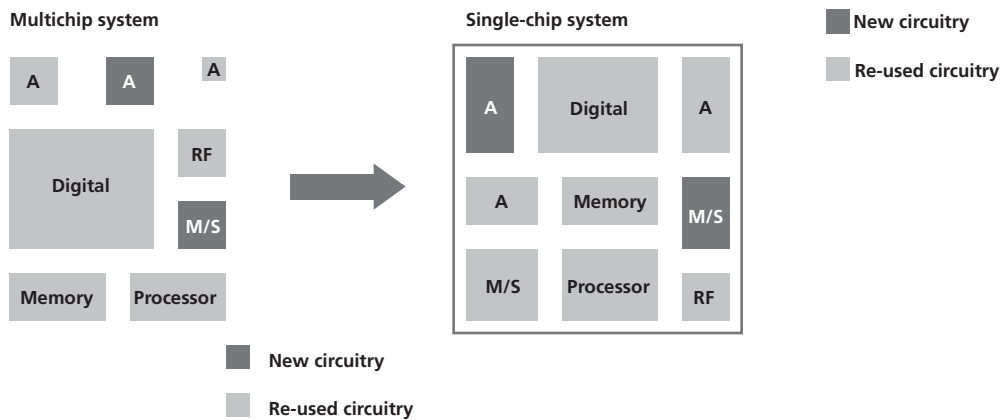 Multichip system
A
A
A
Digital
RF
M/S
Memory
Processor
New circuitry
Re-used circuitry
Single-chip system
A
Digital
A
A
Memory
M/S
M/S
Processor
RF
New circuitry
Re-used circuitry